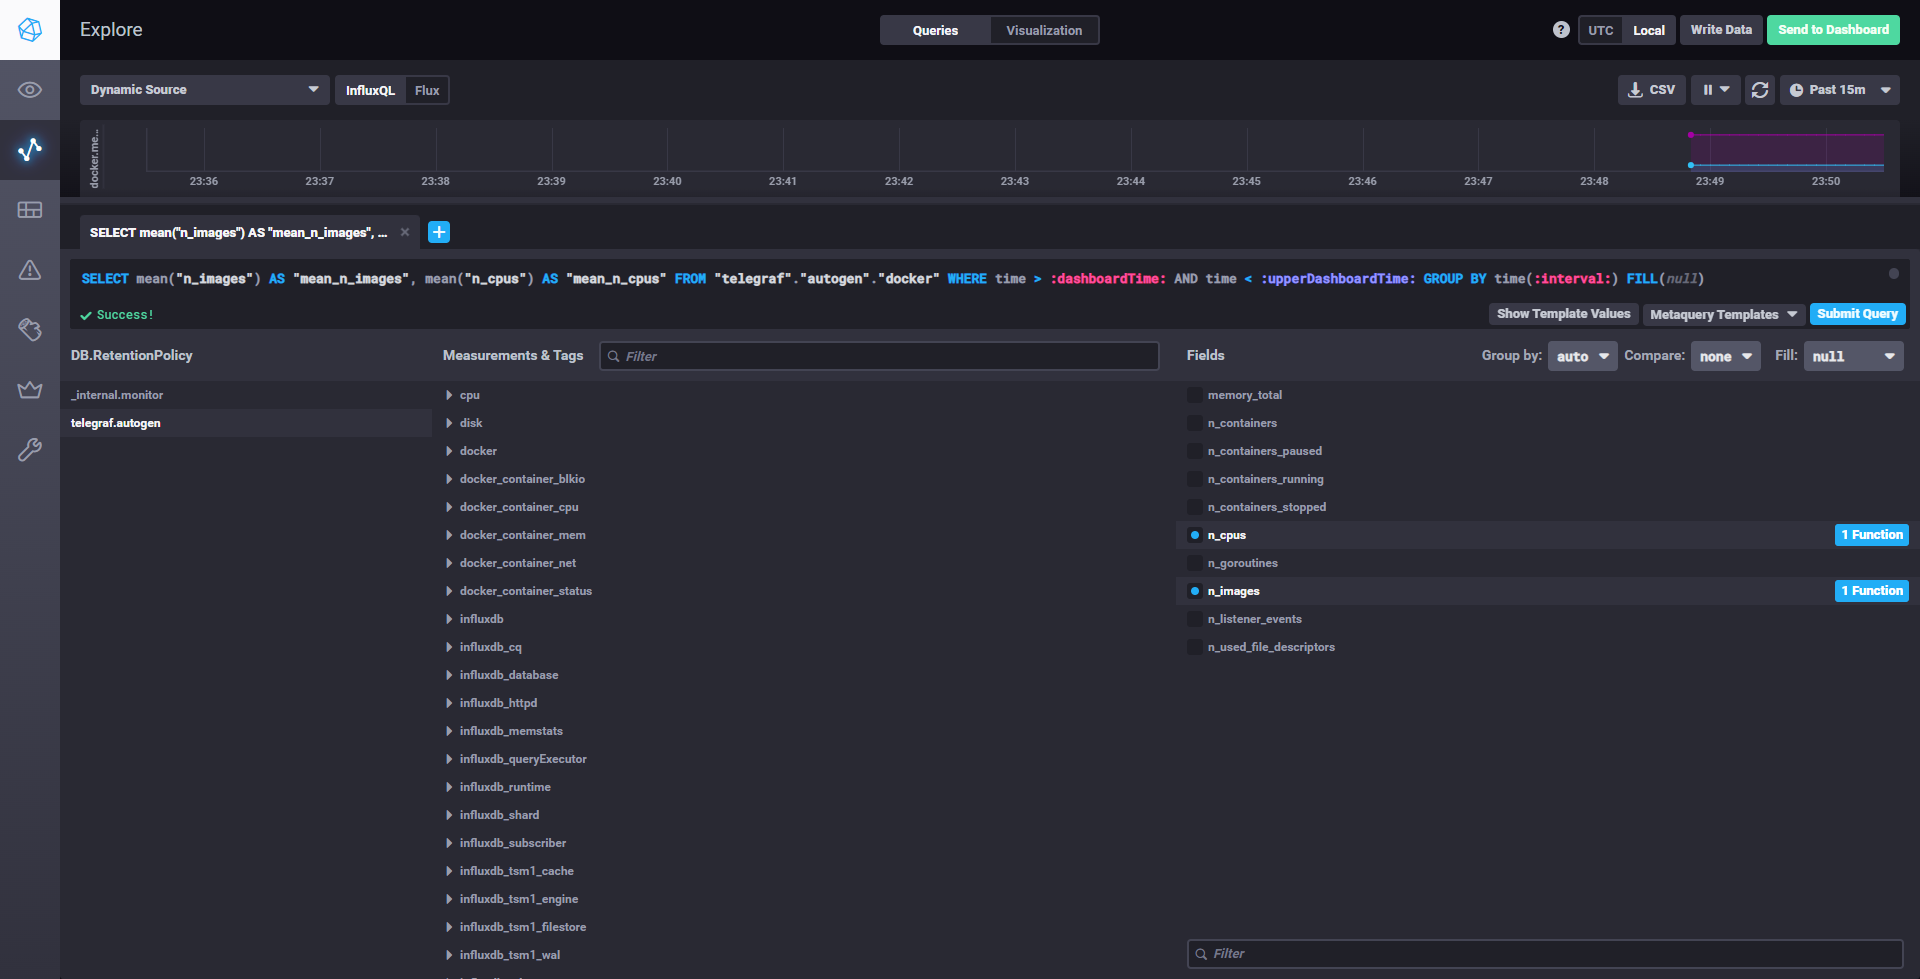 Explore
Queries
Visualization
?
UTC
Local
Write Data
Send to Dashboard
Dynamic Source
InfluxQL
Flux
CSV
Past 15m
docker.me...
23:36
23:37
23:38
23:39
23:40
23:41
23:42
23:43
23:44
23:45
23:46
23:47
23:48
23:49
23:50
SELECT mean("n_images") AS "mean_n_images", ...
SELECT mean("n_images") AS "mean_n_images", mean("n_cpus") AS "mean_n_cpus" FROM "telegraf"."autogen"."docker" WHERE time > :dashboardTime: AND time < :upperDashboardTime: GROUP BY time(:interval:) FILL(null)
Success!
Show Template Values
Metaquery Templates
Submit Query
DB.RetentionPolicy
Measurements & Tags
Filter
Fields
Group by:
auto
Compare:
none
Fill:
null
_internal.monitor
telegraf.autogen
cpu
disk
docker
docker_container_blkio
docker_container_cpu
docker_container_mem
docker_container_net
docker_container_status
influxdb
influxdb_cq
influxdb_database
influxdb_httpd
influxdb_memstats
influxdb_queryExecutor
influxdb_runtime
influxdb_shard
influxdb_subscriber
influxdb_tsm1_cache
influxdb_tsm1_engine
influxdb_tsm1_filestore
influxdb_tsm1_wal
memory_total
n_containers
n_containers_paused
n_containers_running
n_containers_stopped
n_cpus
1 Function
n_goroutines
n_images
1 Function
n_listener_events
n_used_file_descriptors
Filter